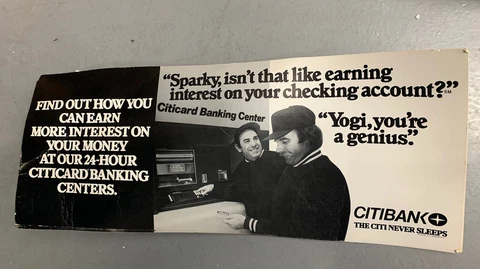 FIND OUT HOW YOU
CAN EARN
MORE INTEREST ON
YOUR MONEY
AT OUR 24-HOUR
CITICARD BANKING
CENTERS.
“Sparky, isn’t that like earning
interest on your checking account?”℠
Citicard Banking Center
“Yogi, you’re
a genius.”
CITIBANK
THE CITI NEVER SLEEPS